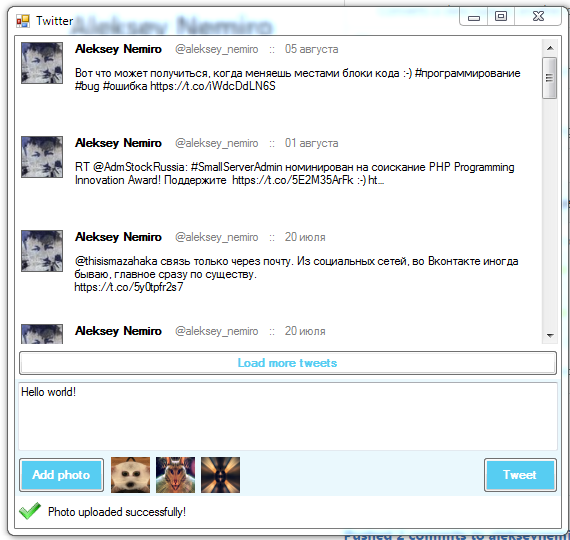 Twitter
Aleksey Nemiro
Aleksey Nemiro @aleksey_nemiro :: 05 августа
Вот что может получиться, когда меняешь местами блоки кода :-) #программирование
#bug #ошибка https://t.co/iWdcDdLN6S
Aleksey Nemiro @aleksey_nemiro :: 01 августа
RT @AdmStockRussia: #SmallServerAdmin номинирован на соискание PHP Programming
Innovation Award! Поддержите https://t.co/5E2M35ArFk :-) ht...
Aleksey Nemiro @aleksey_nemiro :: 20 июля
@thisismazahaka связь только через почту. Из социальных сетей, во Вконтакте иногда
бываю, главное сразу по существу.
https://t.co/5y0tpfr2s7
Aleksey Nemiro @aleksey_nemiro :: 20 июля
Load more tweets
Hello world!
Add photo
Tweet
Photo uploaded successfully!